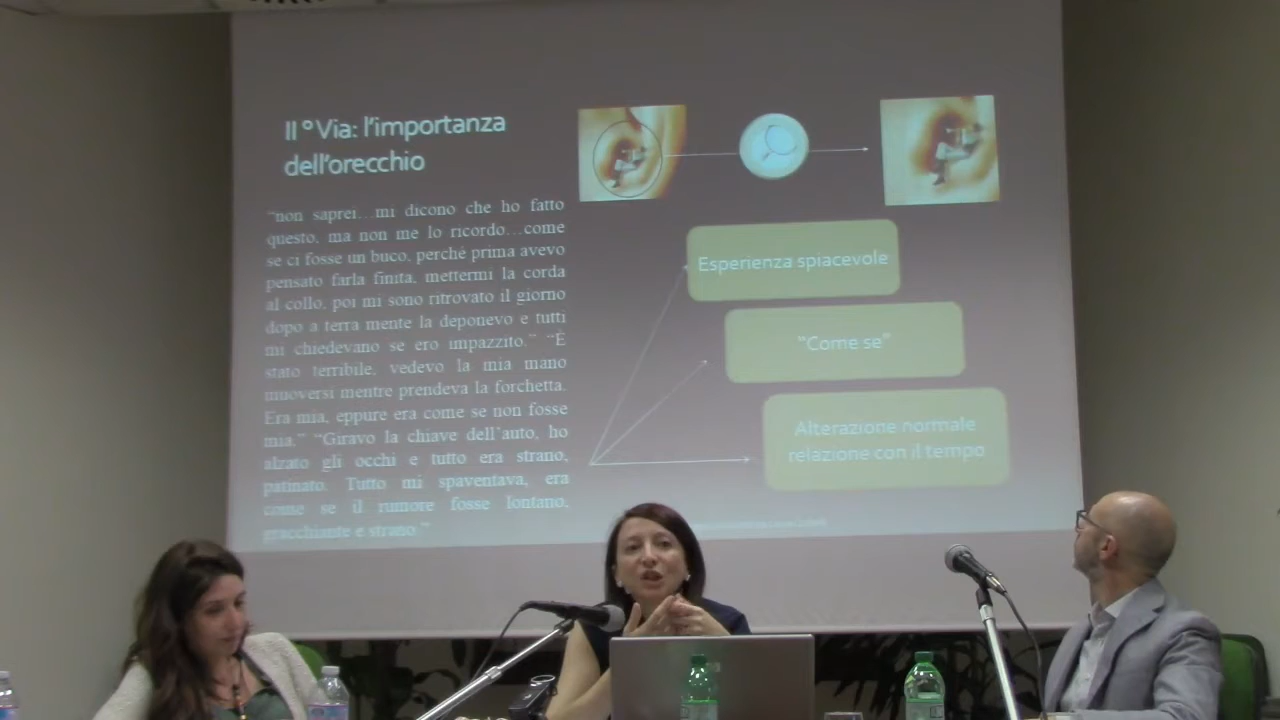 II°Via: l'importanza
dell'orecchio
"non saprei…mi dicono che ho fatto
questo, ma non me lo ricordo…come
se ci fosse un buco, perché prima avevo
pensato farla finita, mettermi la corda
al collo, poi mi sono ritrovato il giorno
dopo a terra mente la deponevo e tutti
mi chiedevano se ero impazzito." "È
stato terribile, vedevo la mia mano
muoversi mentre prendeva la forchetta.
Era mia, eppure era come se non fosse
mia." "Giravo la chiave dell'auto, ho
alzato gli occhi e tutto era strano,
patinato. Tutto mi spaventava, era
come se il rumore fosse lontano,
gracchiante e strano."
Esperienza spiacevole
"Come se"
Alterazione normale
relazione con il tempo